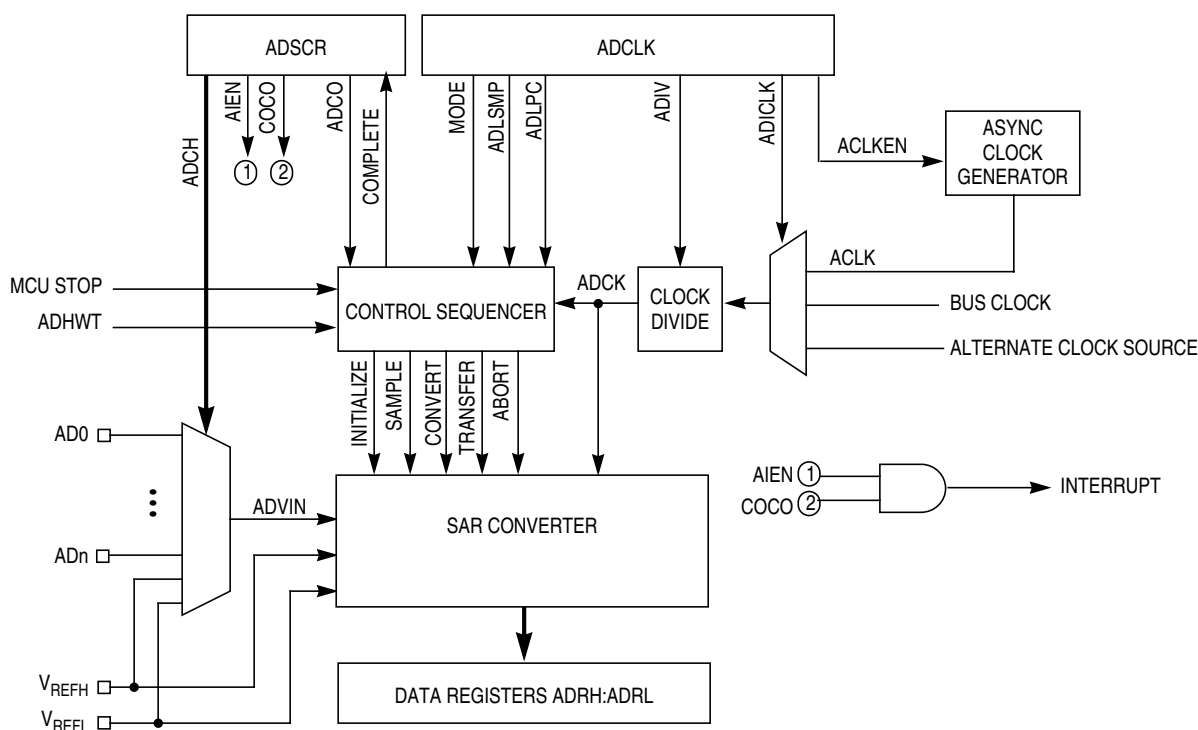 ADSCR
ADCLK
ADCH
AIEN
COCO
ADCO
COMPLETE
MODE
ADLSMP
ADLPC
ADIV
ADICLK
ACLKEN
ASYNC
CLOCK
GENERATOR
1
2
MCU STOP
ADHWT
CONTROL SEQUENCER
ADCK
CLOCK
DIVIDE
ACLK
BUS CLOCK
ALTERNATE CLOCK SOURCE
INITIALIZE
SAMPLE
CONVERT
TRANSFER
ABORT
AD0
•••
ADn
ADVIN
SAR CONVERTER
AIEN 1
COCO 2
INTERRUPT
VREFH
VREFL
DATA REGISTERS ADRH:ADRL